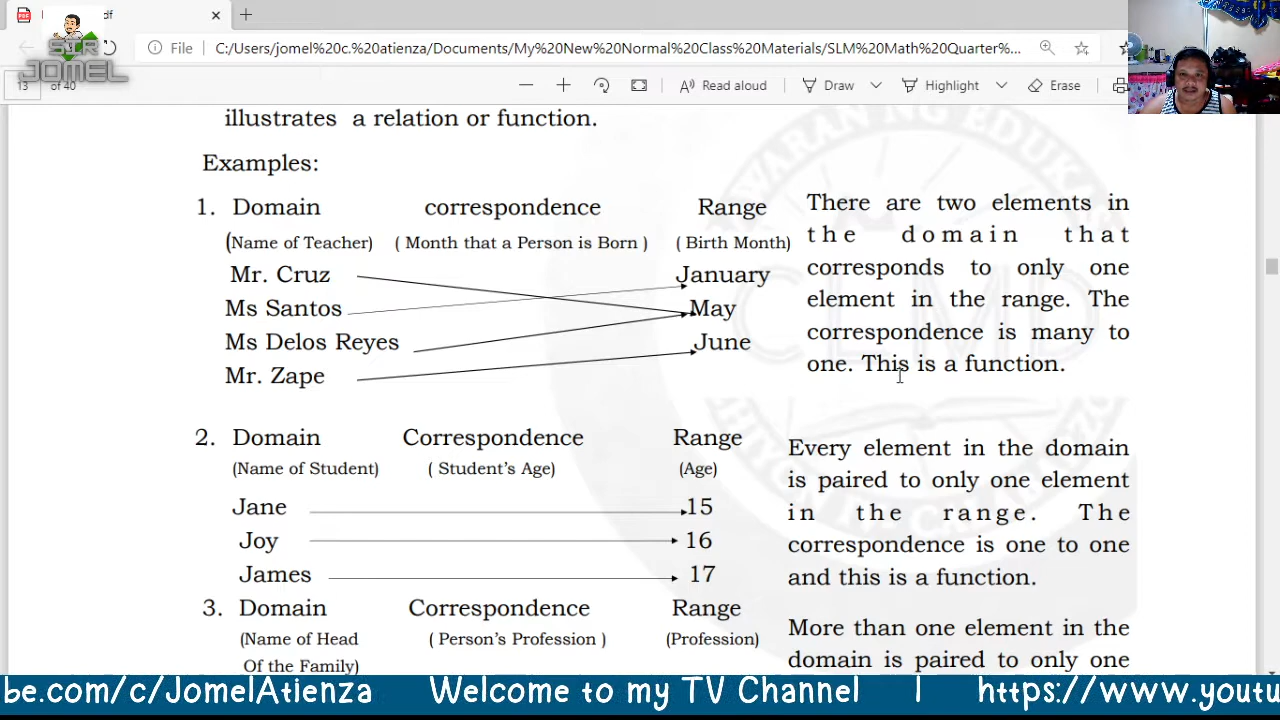 df
SIR
JOMEL
File
C:/Users/jomel%20c.%20atienza/Documents/My%20New%20Normal%20Class%20Materials/SLM%20Math%20Quarter%...
13 of 40
Read aloud
Draw
Highlight
Erase
illustrates a relation or function.
Examples:
1. Domain correspondence Range
(Name of Teacher) ( Month that a Person is Born ) ( Birth Month)
Mr. Cruz January
Ms Santos May
Ms Delos Reyes June
Mr. Zape
There are two elements in
the domain that
corresponds to only one
element in the range. The
correspondence is many to
one. This is a function.
2. Domain Correspondence Range
(Name of Student) ( Student's Age) (Age)
Jane 15
Joy 16
James 17
Every element in the domain
is paired to only one element
in the range. The
correspondence is one to one
and this is a function.
3. Domain Correspondence Range
(Name of Head ( Person's Profession ) (Profession)
Of the Family)
More than one element in the
domain is paired to only one
CLMD
be.com/c/JomelAtienza Welcome to my TV Channel | https://www.youtu